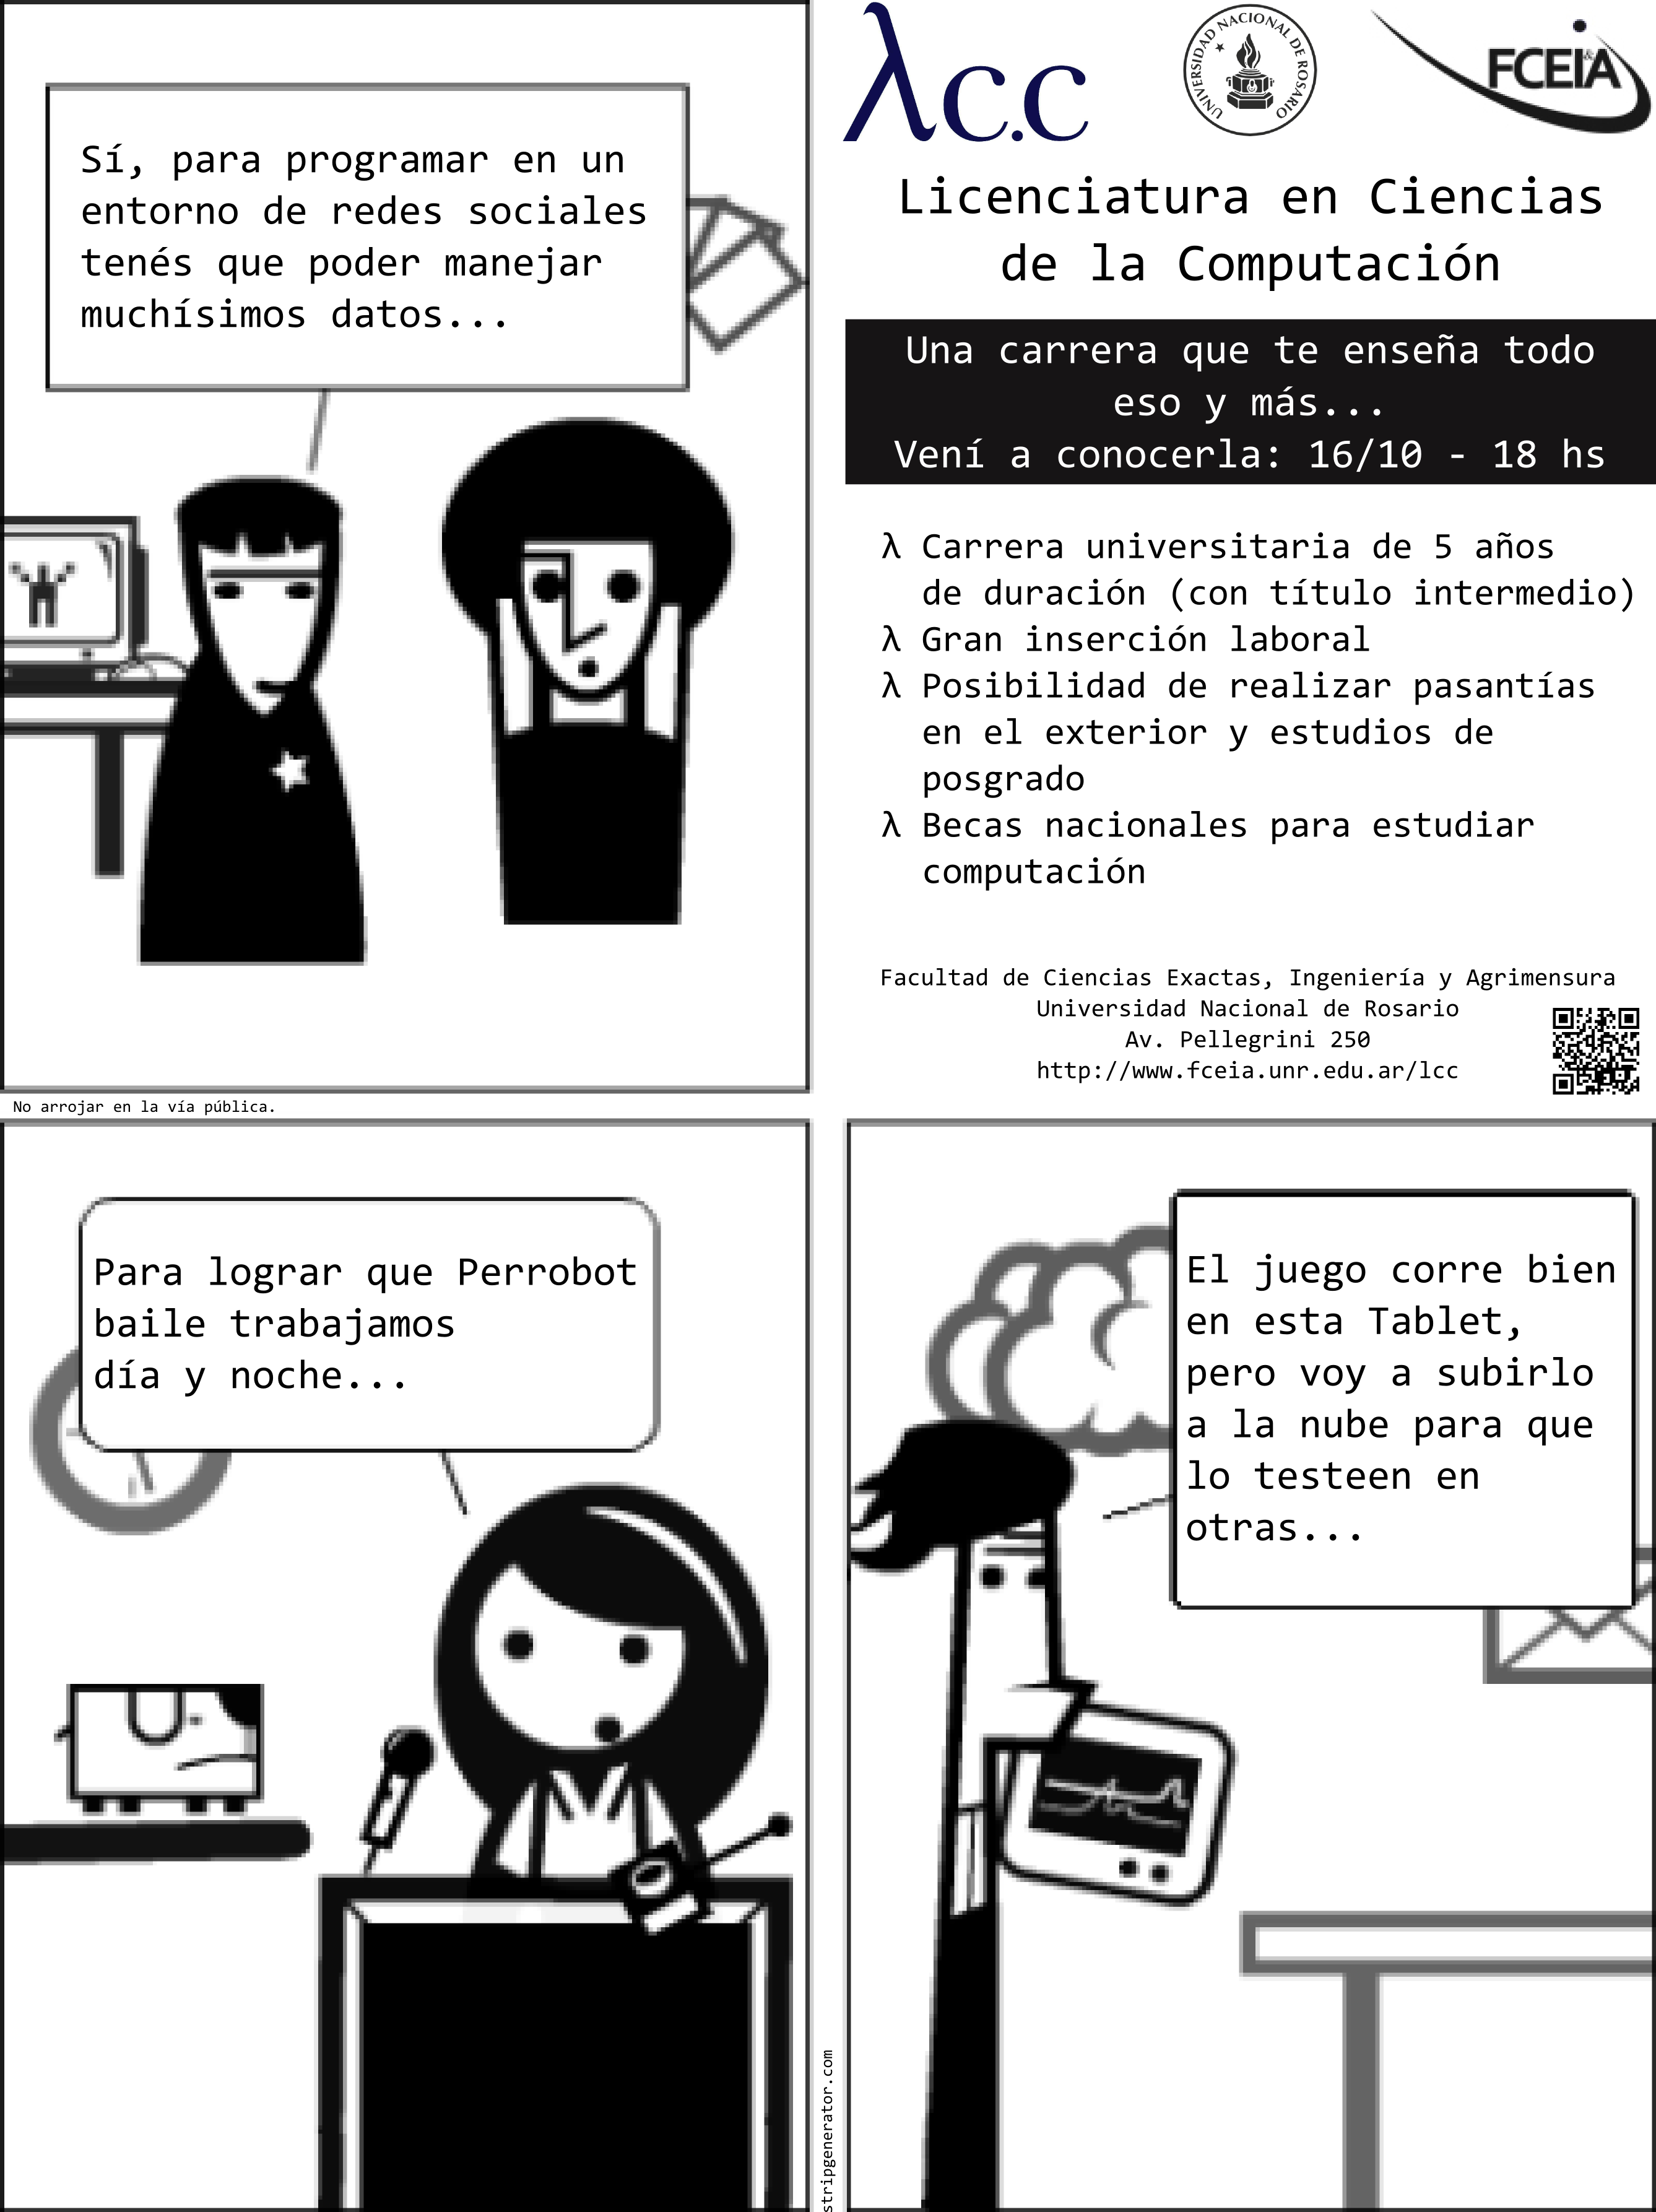 Sí, para programar en un
entorno de redes sociales
tenés que poder manejar
muchísimos datos...
λc.c
UNIVERSIDAD NACIONAL DE ROSARIO
FCEI&A
Licenciatura en Ciencias
de la Computación
Una carrera que te enseña todo
eso y más...
Vení a conocerla: 16/10 - 18 hs
λ Carrera universitaria de 5 años
de duración (con título intermedio)
λ Gran inserción laboral
λ Posibilidad de realizar pasantías
en el exterior y estudios de
posgrado
λ Becas nacionales para estudiar
computación
Facultad de Ciencias Exactas, Ingeniería y Agrimensura
Universidad Nacional de Rosario
Av. Pellegrini 250
http://www.fceia.unr.edu.ar/lcc
No arrojar en la vía pública.
Para lograr que Perrobot
baile trabajamos
día y noche...
El juego corre bien
en esta Tablet,
pero voy a subirlo
a la nube para que
lo testeen en
otras...
stripgenerator.com